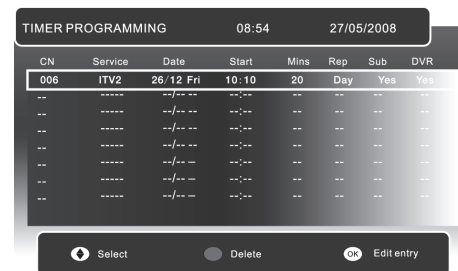 TIMER PROGRAMMING 08:54 27/05/2008
CN Service Date Start Mins Rep Sub DVR
006 ITV2 26/12 Fri 10:10 20 Day Yes Yes
-- ----- --/-- -- --:-- -- -- -- --
-- ----- --/-- -- --:-- -- -- -- --
-- ----- --/-- -- --:-- -- -- -- --
-- ----- --/-- -- --:-- -- -- -- --
-- ----- --/-- – --:-- -- -- -- --
-- ----- --/-- – --:-- -- -- -- --
-- ----- --/-- – --:-- -- -- -- --
Select Delete OK Edit entry